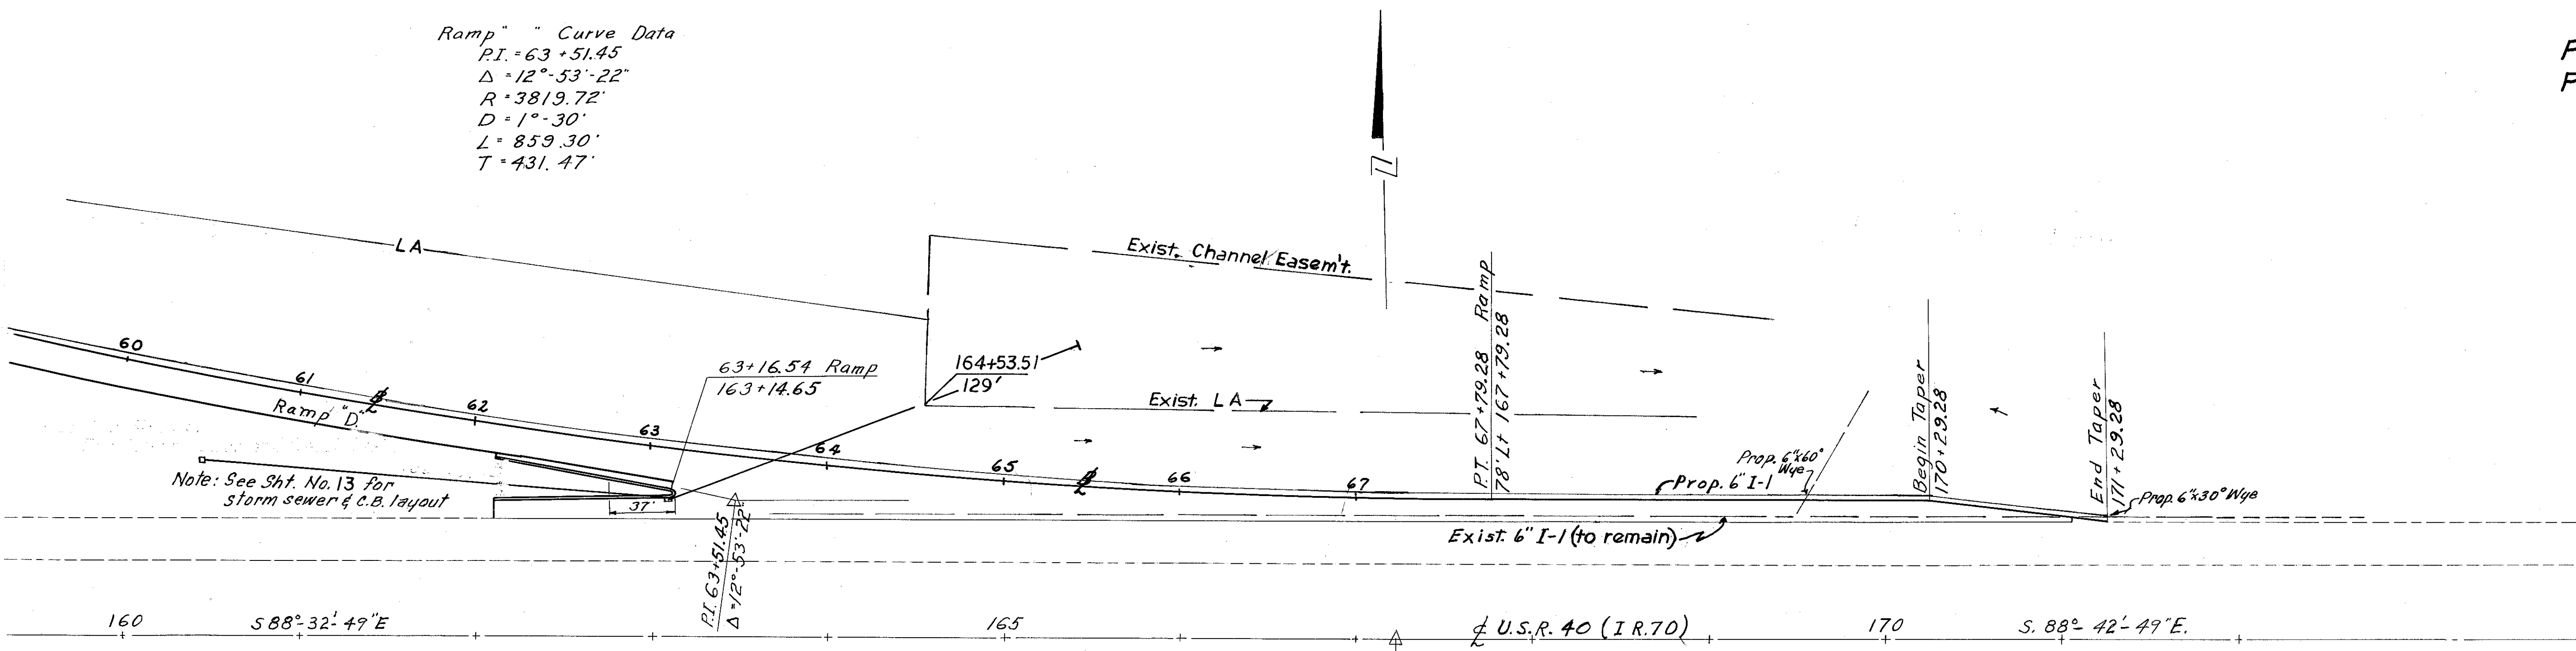 Ramp " " Curve Data
P.I. = 63 + 51.45
Δ = 12°-53'-22"
R = 3819.72'
D = 1°-30'
L = 859.30'
T = 431.47'
P
P
N
LA
Exist. Channel Easem't.
P.T. 67+79.28 Ramp
78' Lt 167+79.28
60
61
62
63
64
65
66
67
℄
℄
Ramp "D"
63+16.54 Ramp
163+14.65
164+53.51
129'
Exist. LA
Note: See Sht. No. 13 for
storm sewer & C.B. layout
37'
P.I. 63+51.45
Δ=12°-53'-22"
Prop. 6" I-1
Prop. 6"x60°
Wye
Begin Taper
170+29.28
End Taper
171+29.28
Prop. 6"x30° Wye
Exist. 6" I-1 (to remain)
160
S 88°-32'-49"E
165
℄ U.S.R. 40 (I R.70)
170
S. 88°-42'-49"E.